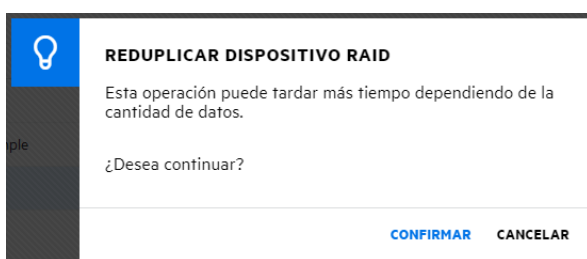 REDUPLICAR DISPOSITIVO RAID
Esta operación puede tardar más tiempo dependiendo de la
cantidad de datos.
mple
¿Desea continuar?
CONFIRMAR CANCELAR